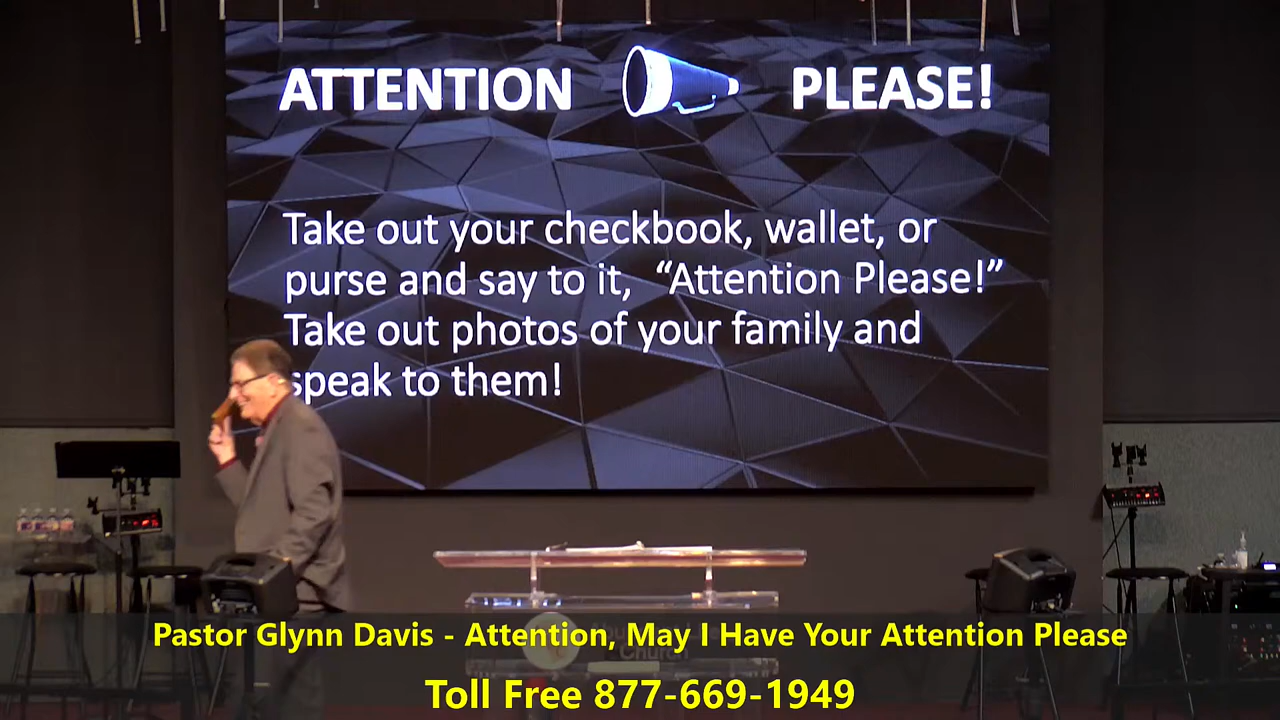 ATTENTION PLEASE!
Take out your checkbook, wallet, or
purse and say to it, “Attention Please!”
Take out photos of your family and
speak to them!
Pastor Glynn Davis - Attention, May I Have Your Attention Please
Church
Toll Free 877-669-1949